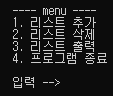 ---- menu ----
1. 리스트 추가
2. 리스트 삭제
3. 리스트 출력
4. 프로그램 종료
입력 -->